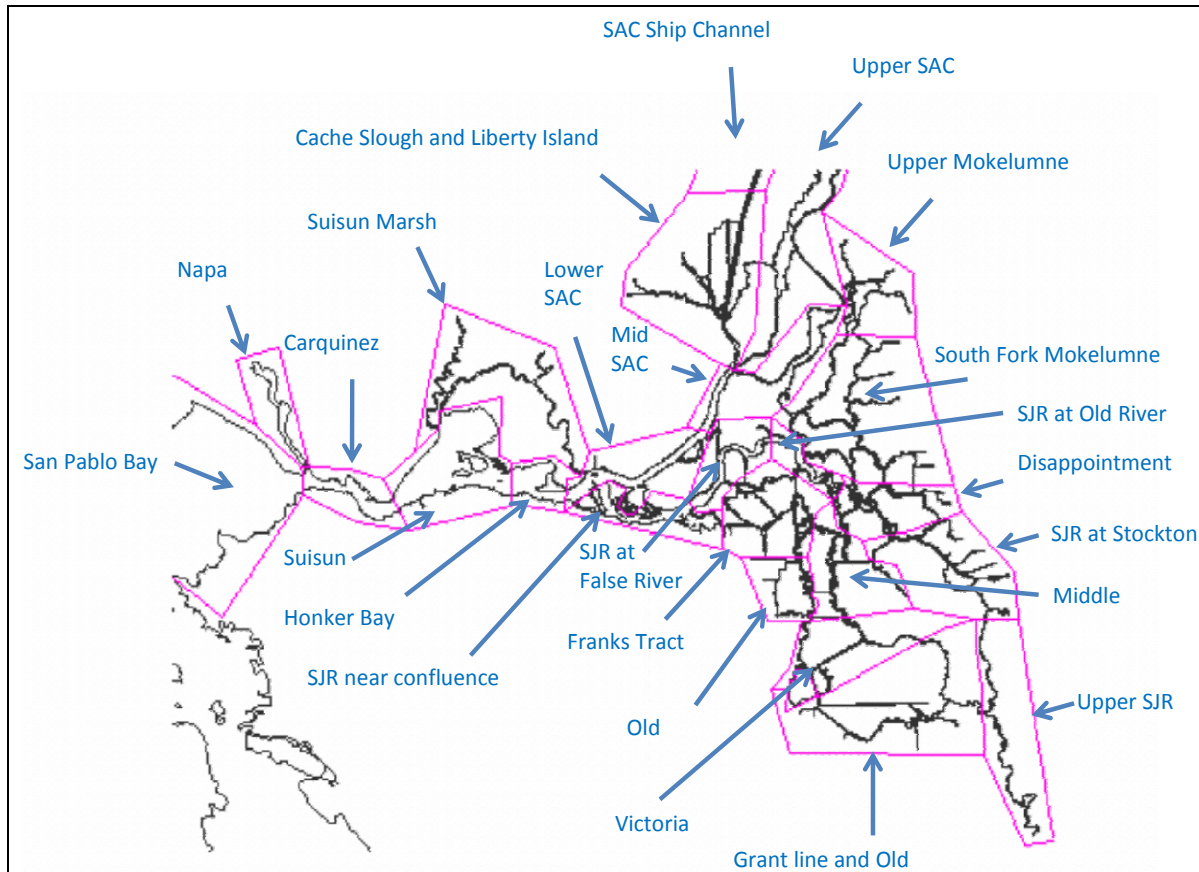 SAC Ship Channel
Upper SAC
Cache Slough and Liberty Island
Upper Mokelumne
Suisun Marsh
Napa
Lower
SAC
Carquinez
Mid
SAC
South Fork Mokelumne
SJR at Old River
San Pablo Bay
Disappointment
SJR at Stockton
Suisun
SJR at
False River
Middle
Honker Bay
Franks Tract
SJR near confluence
Old
Upper SJR
Victoria
Grant line and Old